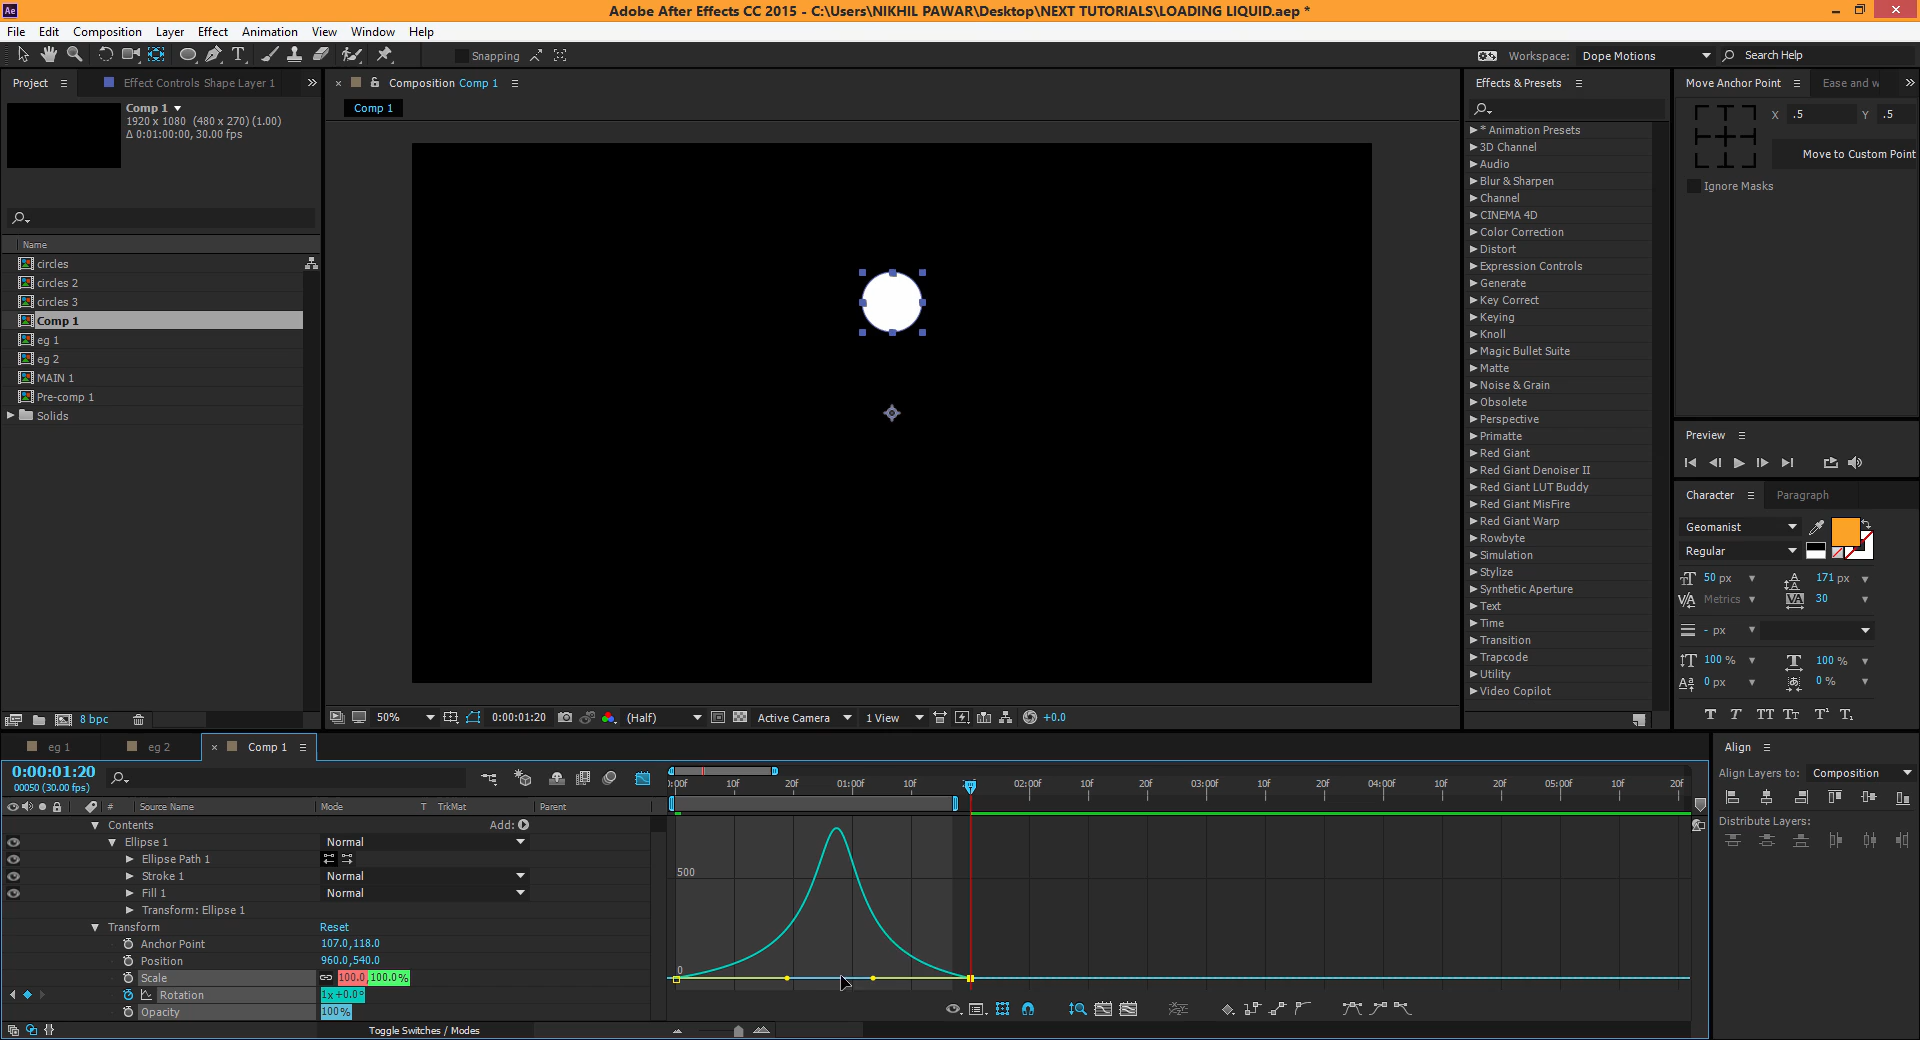 Ae
Adobe After Effects CC 2015 - C:\Users\NIKHIL PAWAR\Desktop\NEXT TUTORIALS\LOADING LIQUID.aep *
File Edit Composition Layer Effect Animation View Window Help
Snapping
Workspace: Dope Motions
Search Help
Project
Effect Controls Shape Layer 1
Comp 1
1920 x 1080 (480 x 270) (1.00)
Δ 0:01:00:00, 30.00 fps
Name
circles
circles 2
circles 3
Comp 1
eg 1
eg 2
MAIN 1
Pre-comp 1
Solids
8 bpc
Composition Comp 1
Comp 1
50%
0:00:01:20
(Half)
Active Camera
1 View
+0.0
Effects & Presets
* Animation Presets
3D Channel
Audio
Blur & Sharpen
Channel
CINEMA 4D
Color Correction
Distort
Expression Controls
Generate
Key Correct
Keying
Knoll
Magic Bullet Suite
Matte
Noise & Grain
Obsolete
Perspective
Primatte
Red Giant
Red Giant Denoiser II
Red Giant LUT Buddy
Red Giant MisFire
Red Giant Warp
Rowbyte
Simulation
Stylize
Synthetic Aperture
Text
Time
Transition
Trapcode
Utility
Video Copilot
Move Anchor Point
Ease and w
X .5 Y .5
Move to Custom Point
Ignore Masks
Preview
Character
Paragraph
Geomanist
Regular
50 px 171 px
Metrics 30
- px
100 % 100 %
0 px 0 %
eg 1
eg 2
Comp 1
0:00:01:20
00050 (30.00 fps)
# Source Name Mode T TrkMat Parent
Contents Add:
Ellipse 1 Normal
Ellipse Path 1
Stroke 1 Normal
Fill 1 Normal
Transform: Ellipse 1
Transform Reset
Anchor Point 107.0,118.0
Position 960.0,540.0
Scale 100.0,100.0%
Rotation 1x+0.0°
Opacity 100%
Toggle Switches / Modes
:00f 10f 20f 01:00f 10f 02:00f 10f 20f 03:00f 10f 20f 04:00f 10f 20f 05:00f 10f 20f
500
0
Align
Align Layers to: Composition
Distribute Layers: